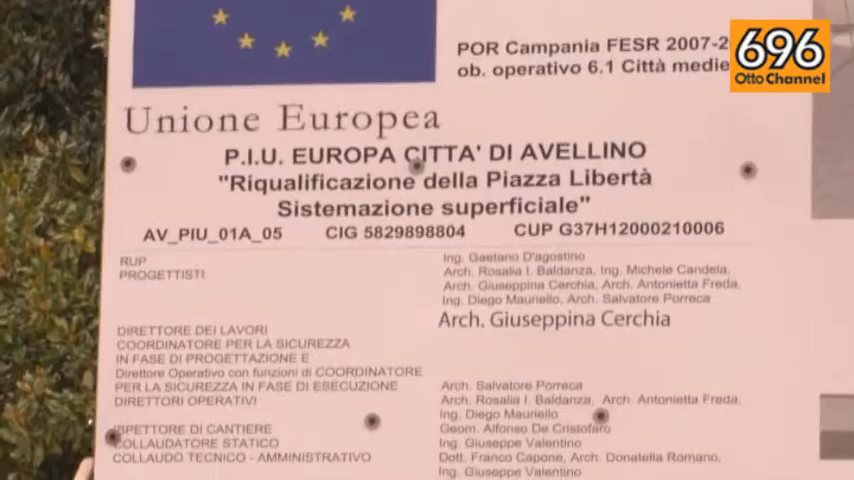 POR Campania FESR 2007-2
696
ob. operativo 6.1 Città medie
Otto Channel
Unione Europea
P.I.U. EUROPA CITTA' DI AVELLINO
"Riqualificazione della Piazza Libertà
Sistemazione superficiale"
AV_PIU_01A_05 CIG 5829898804 CUP G37H12000210006
RUP Ing. Gaetano D'agostino
PROGETTISTI Arch. Rosalia I. Baldanza, Ing. Michele Candela,
Arch. Giuseppina Cerchia, Arch. Antonietta Freda,
Ing. Diego Mauriello, Arch. Salvatore Porreca
DIRETTORE DEI LAVORI Arch. Giuseppina Cerchia
COORDINATORE PER LA SICUREZZA
IN FASE DI PROGETTAZIONE E
Direttore Operativo con funzioni di COORDINATORE
PER LA SICUREZZA IN FASE DI ESECUZIONE Arch. Salvatore Porreca
DIRETTORI OPERATIVI Arch. Rosalia I. Baldanza, Arch. Antonietta Freda,
Ing. Diego Mauriello
ISPETTORE DI CANTIERE Geom. Alfonso De Cristofaro
COLLAUDATORE STATICO Ing. Giuseppe Valentino
COLLAUDO TECNICO - AMMINISTRATIVO Dott. Franco Capone, Arch. Donatella Romano,
Ing. Giuseppe Valentino